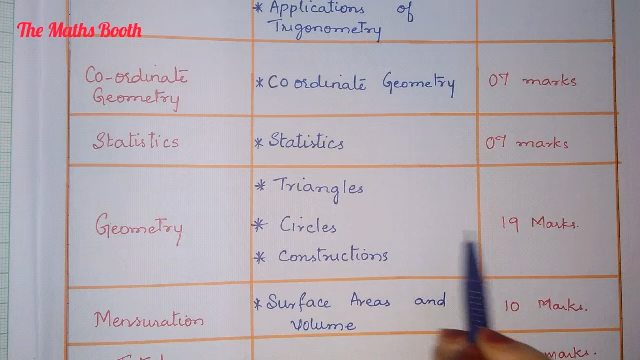 The Maths Booth
* Applications of
Trigonometry
Co-ordinate
Geometry
* Coordinate Geometry
07 marks
Statistics
* Statistics
07 marks
Geometry
* Triangles
* Circles
* Constructions
19 Marks.
Mensuration
* Surface Areas and
Volume
10 Marks.
marks.